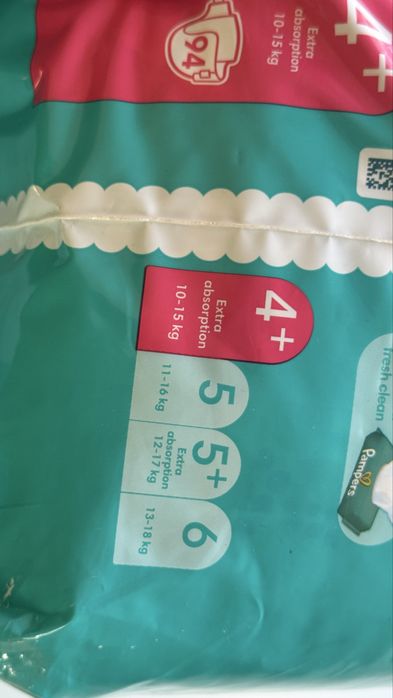 4+
Extra
absorption
10-15 kg
94
4+
Extra
absorption
10-15 kg
5
11-16 kg
5+
Extra
absorption
12-17 kg
6
13-18 kg
fresh clean
Pampers